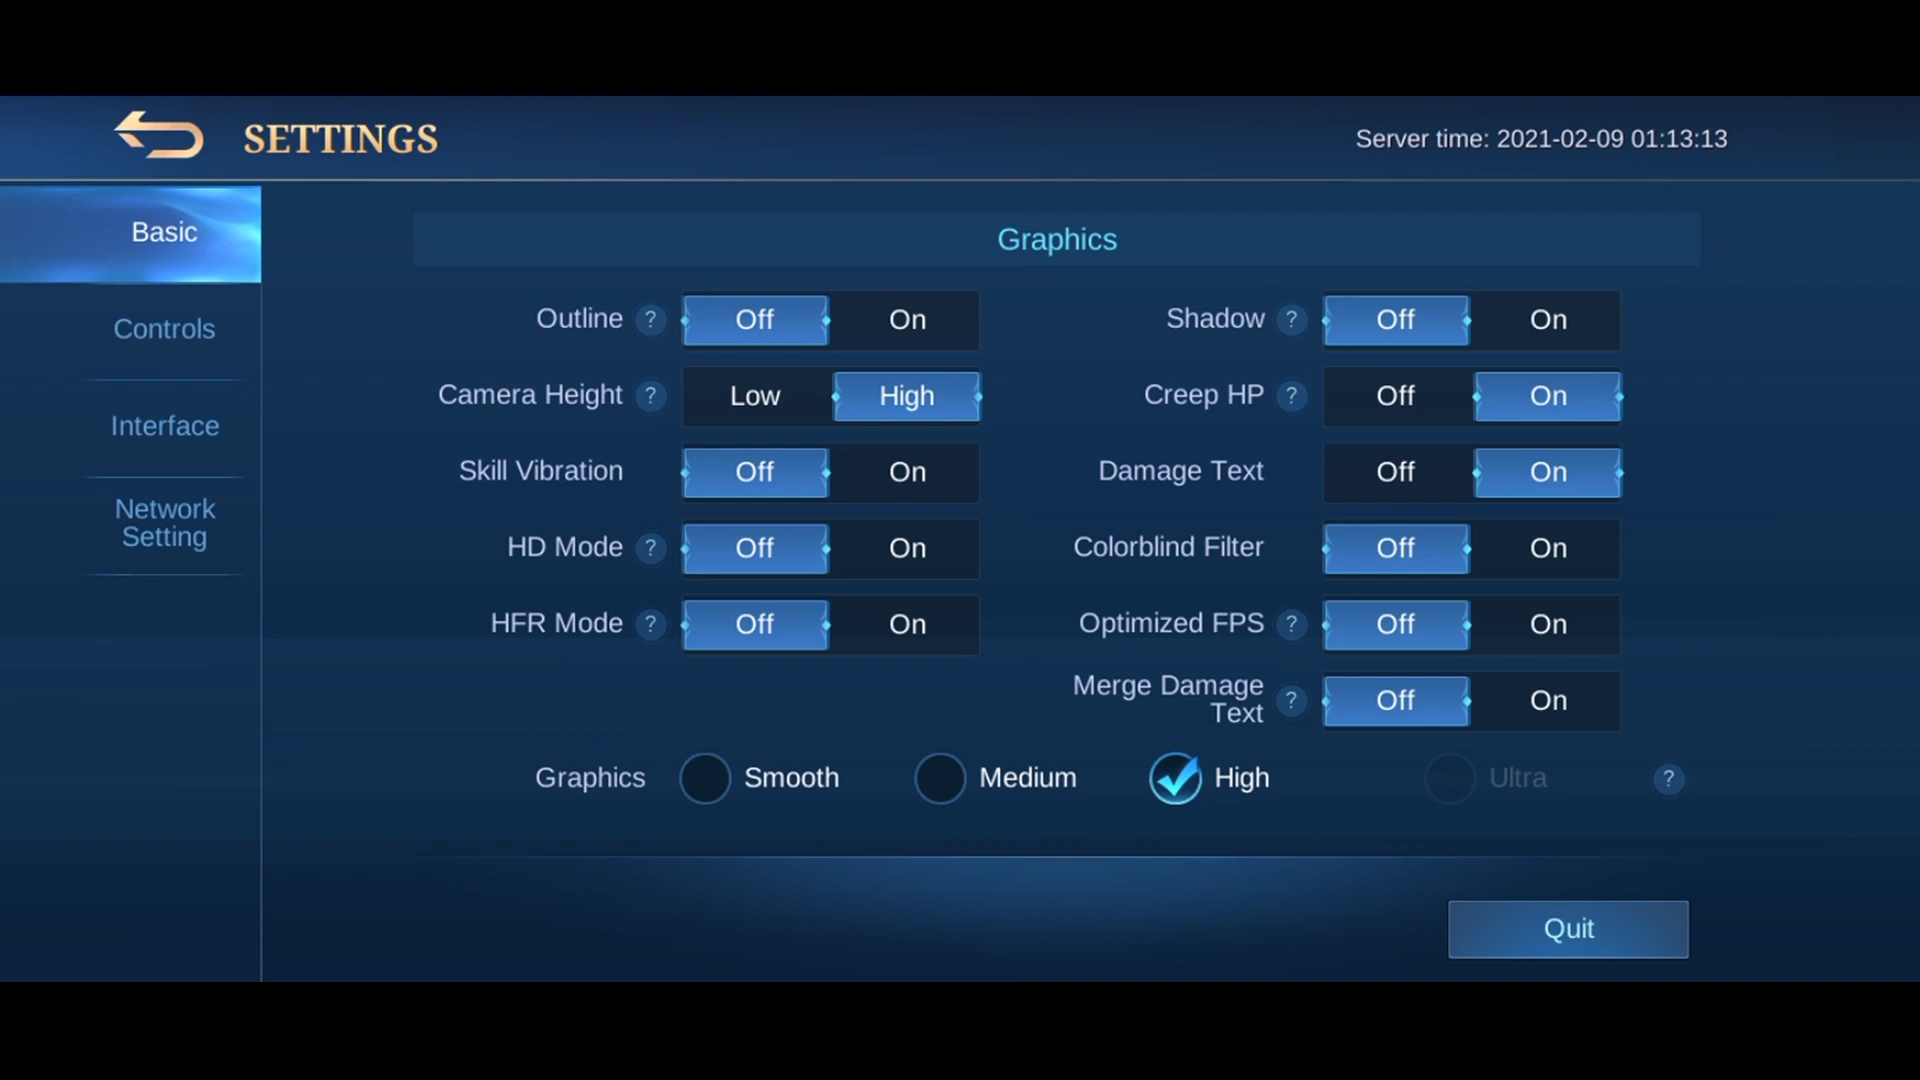 SETTINGS
Server time: 2021-02-09 01:13:13
Basic
Controls
Interface
Network
Setting
Graphics
Outline ? Off On
Shadow ? Off On
Camera Height ? Low High
Creep HP ? Off On
Skill Vibration Off On
Damage Text Off On
HD Mode ? Off On
Colorblind Filter Off On
HFR Mode ? Off On
Optimized FPS ? Off On
Merge Damage
Text ? Off On
Graphics Smooth Medium High Ultra ?
Quit